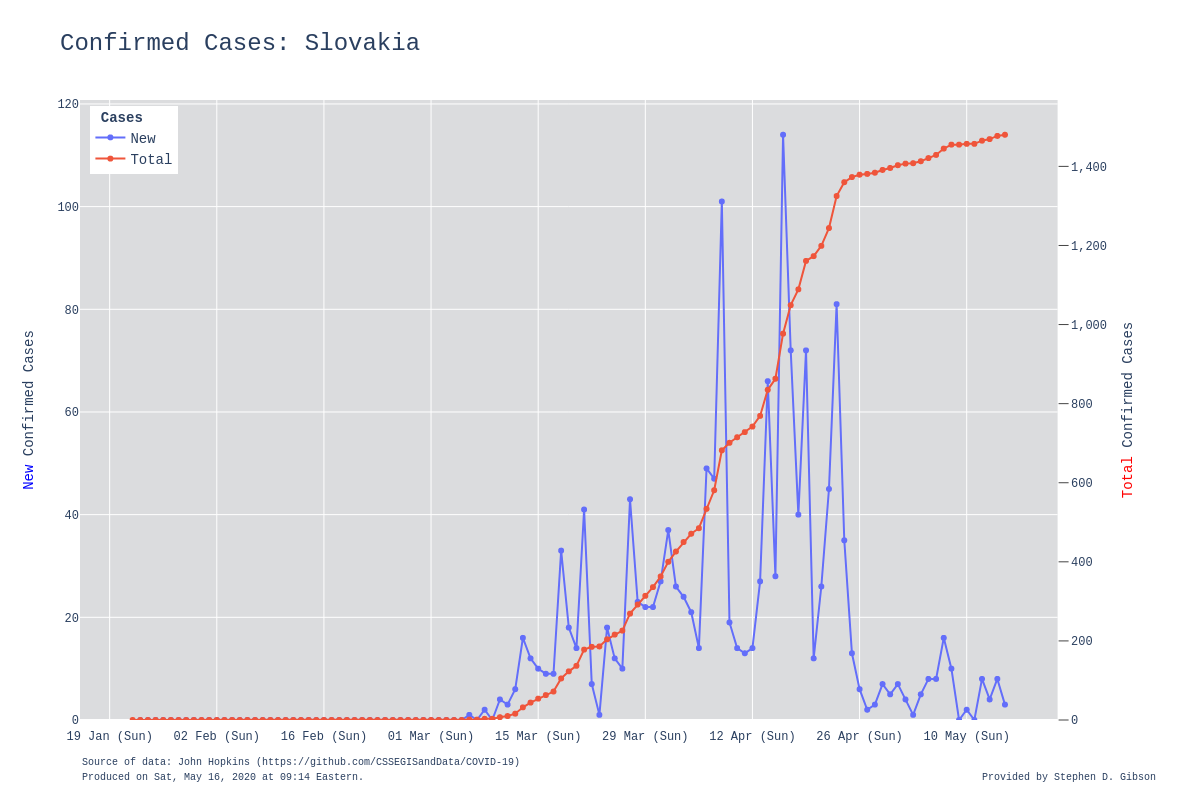 Confirmed Cases: Slovakia
Cases
New
Total
120
100
80
60
40
20
0
New Confirmed Cases
1,400
1,200
1,000
800
600
400
200
0
Total Confirmed Cases
19 Jan (Sun) 02 Feb (Sun) 16 Feb (Sun) 01 Mar (Sun) 15 Mar (Sun) 29 Mar (Sun) 12 Apr (Sun) 26 Apr (Sun) 10 May (Sun)
Source of data: John Hopkins (https://github.com/CSSEGISandData/COVID-19)
Produced on Sat, May 16, 2020 at 09:14 Eastern.
Provided by Stephen D. Gibson